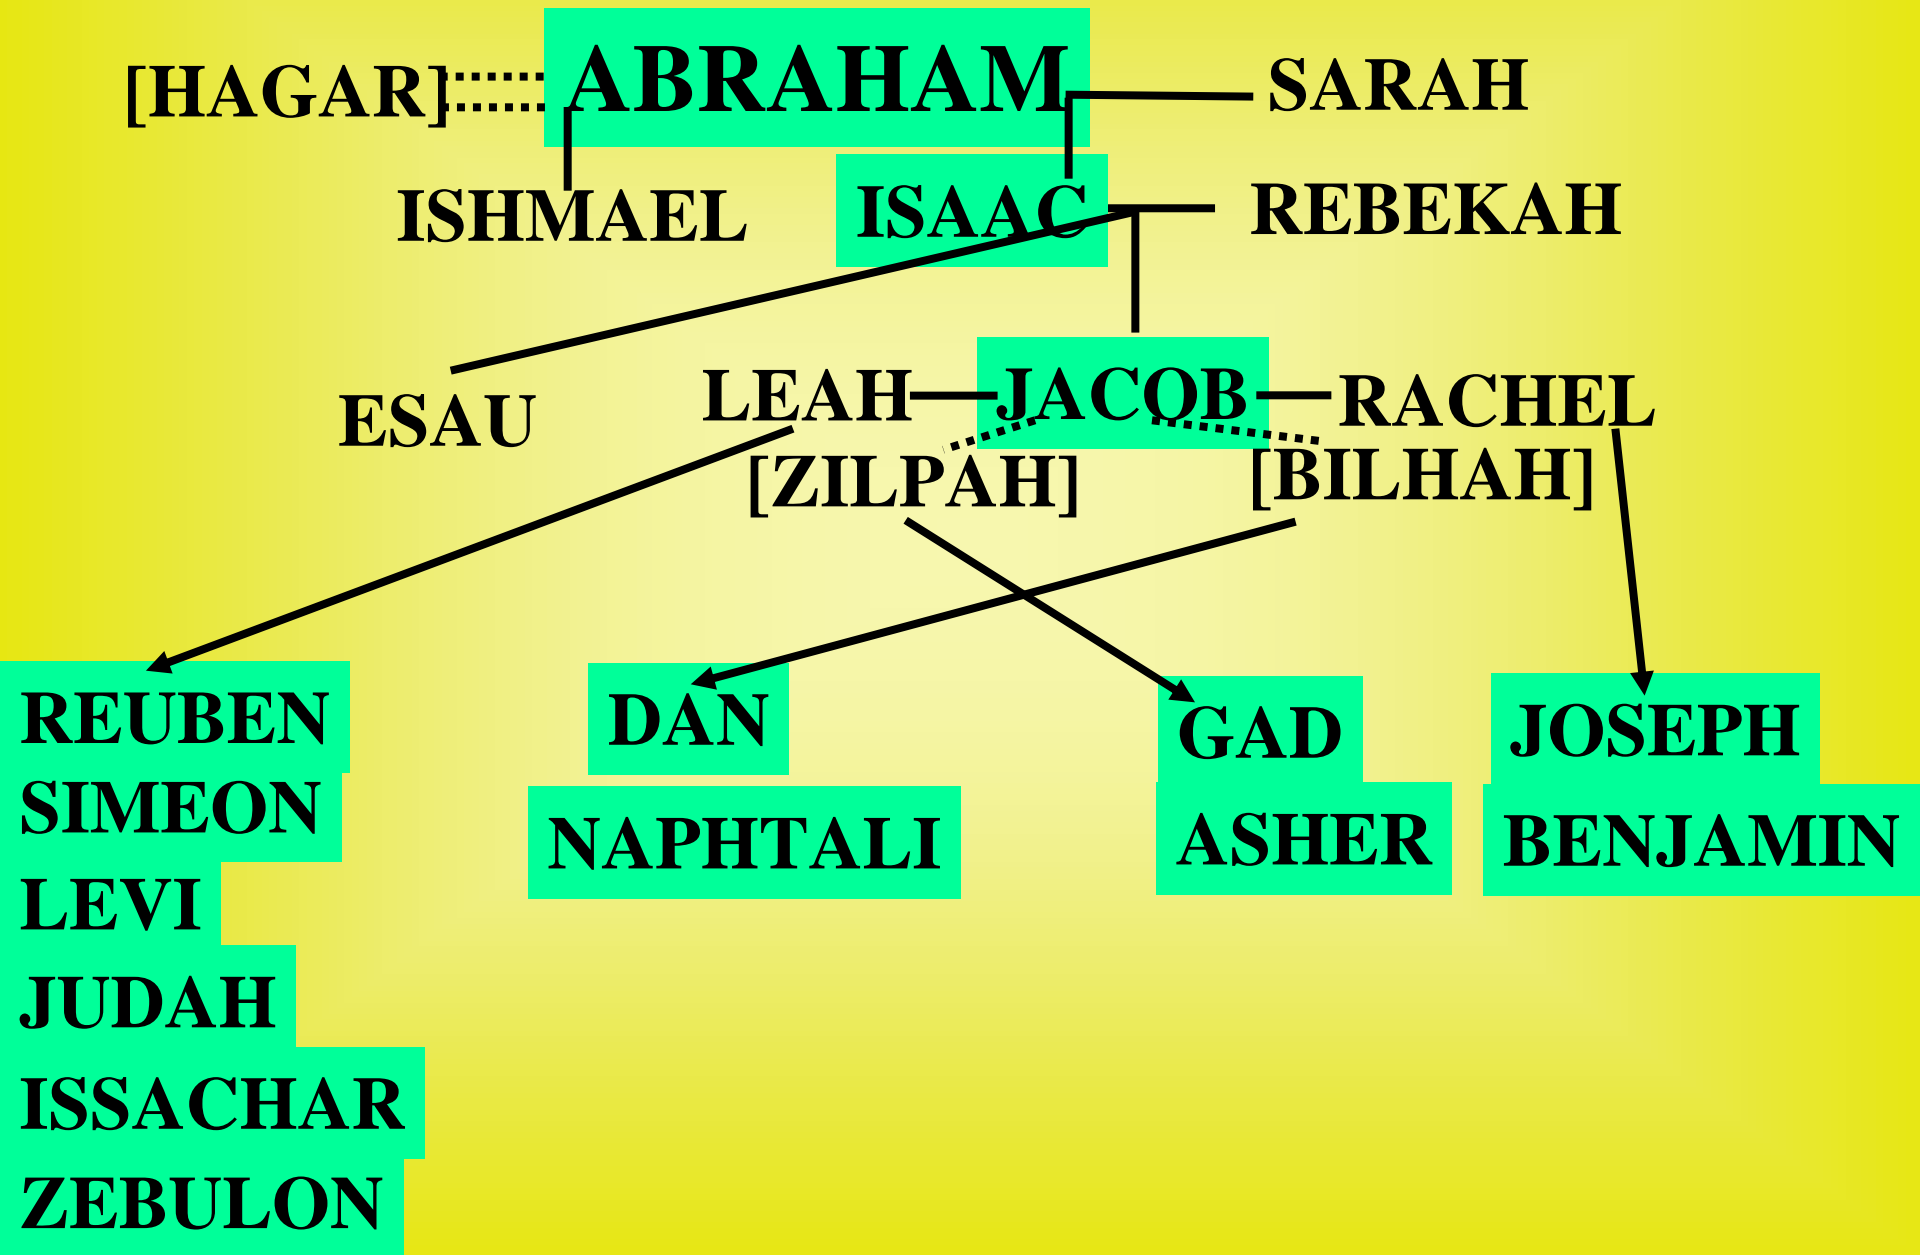 [HAGAR] ABRAHAM SARAH
ISHMAEL ISAAC REBEKAH
ESAU LEAH JACOB RACHEL
[ZILPAH] [BILHAH]
REUBEN DAN GAD JOSEPH
SIMEON NAPHTALI ASHER BENJAMIN
LEVI
JUDAH
ISSACHAR
ZEBULON